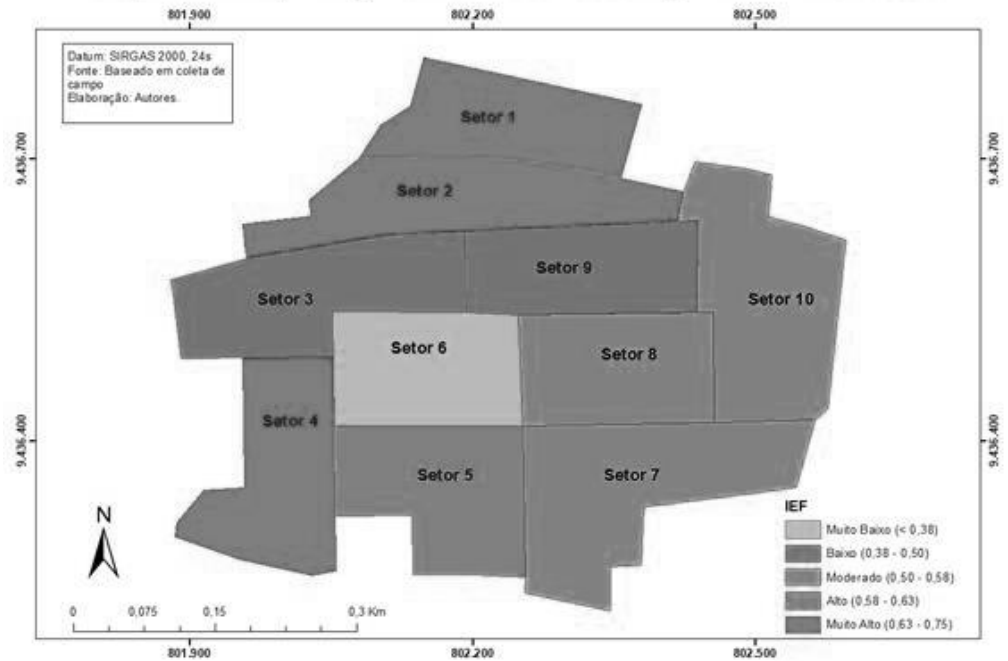 801.900 802.200 802.500
Datum: SIRGAS 2000, 24s
Fonte: Baseado em coleta de
campo
Elaboração: Autores.
Setor 1
9.436.700 9.436.700
Setor 2
Setor 9
Setor 3 Setor 10
Setor 6 Setor 8
Setor 4
9.436.400 9.436.400
Setor 5 Setor 7
IEF
N
Muito Baixo (< 0,38)
Baixo (0,38 - 0,50)
Moderado (0,50 - 0,58)
Alto (0,58 - 0,63)
Muito Alto (0,63 - 0,75)
0 0,075 0,15 0,3 Km
801.900 802.200 802.500